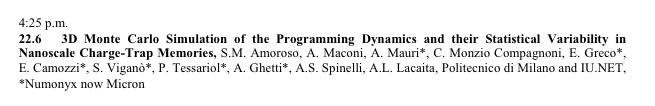 4:25 p.m.
22.6 3D Monte Carlo Simulation of the Programming Dynamics and their Statistical Variability in
Nanoscale Charge-Trap Memories, S.M. Amoroso, A. Maconi, A. Mauri*, C. Monzio Compagnoni, E. Greco*,
E. Camozzi*, S. Viganò*, P. Tessariol*, A. Ghetti*, A.S. Spinelli, A.L. Lacaita, Politecnico di Milano and IU.NET,
*Numonyx now Micron